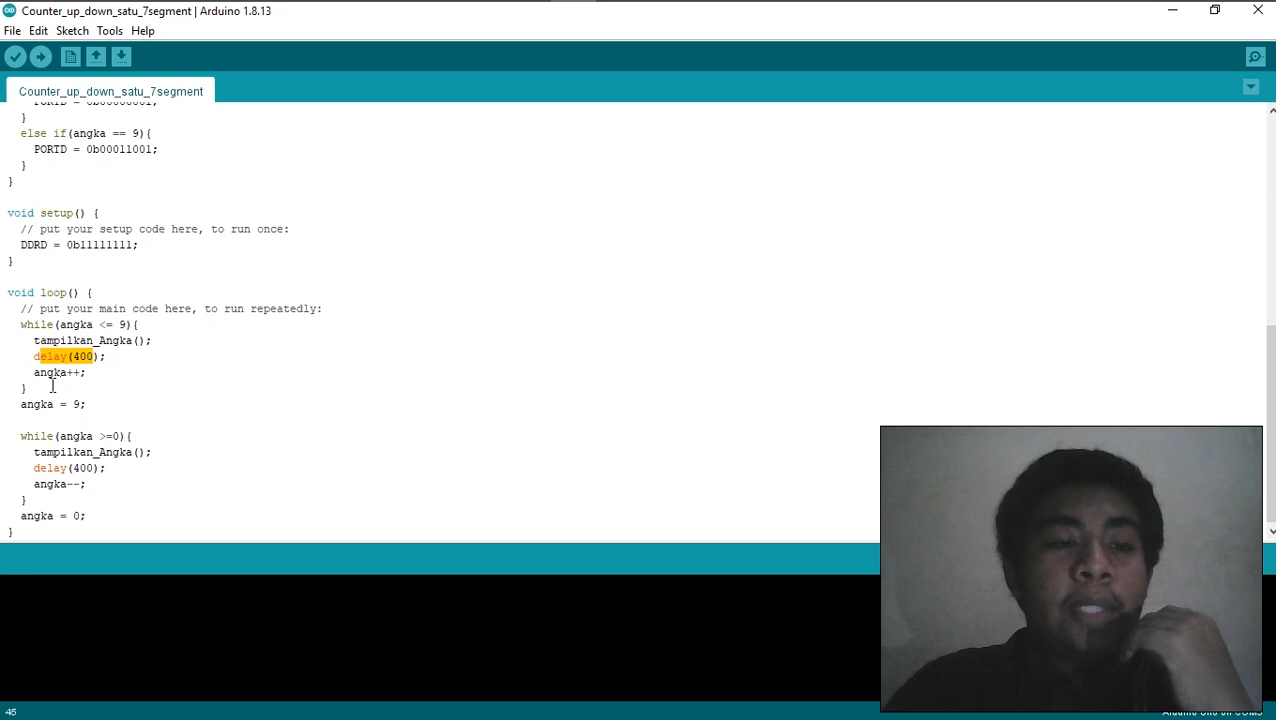 Counter_up_down_satu_7segment | Arduino 1.8.13
File Edit Sketch Tools Help
Counter_up_down_satu_7segment
PORTD = 0b00000001;
}
else if(angka == 9){
PORTD = 0b00011001;
}
}
void setup() {
// put your setup code here, to run once:
DDRD = 0b11111111;
}
void loop() {
// put your main code here, to run repeatedly:
while(angka <= 9){
tampilkan_Angka();
delay(400);
angka++;
}
angka = 9;
while(angka >=0){
tampilkan_Angka();
delay(400);
angka--;
}
angka = 0;
}
45